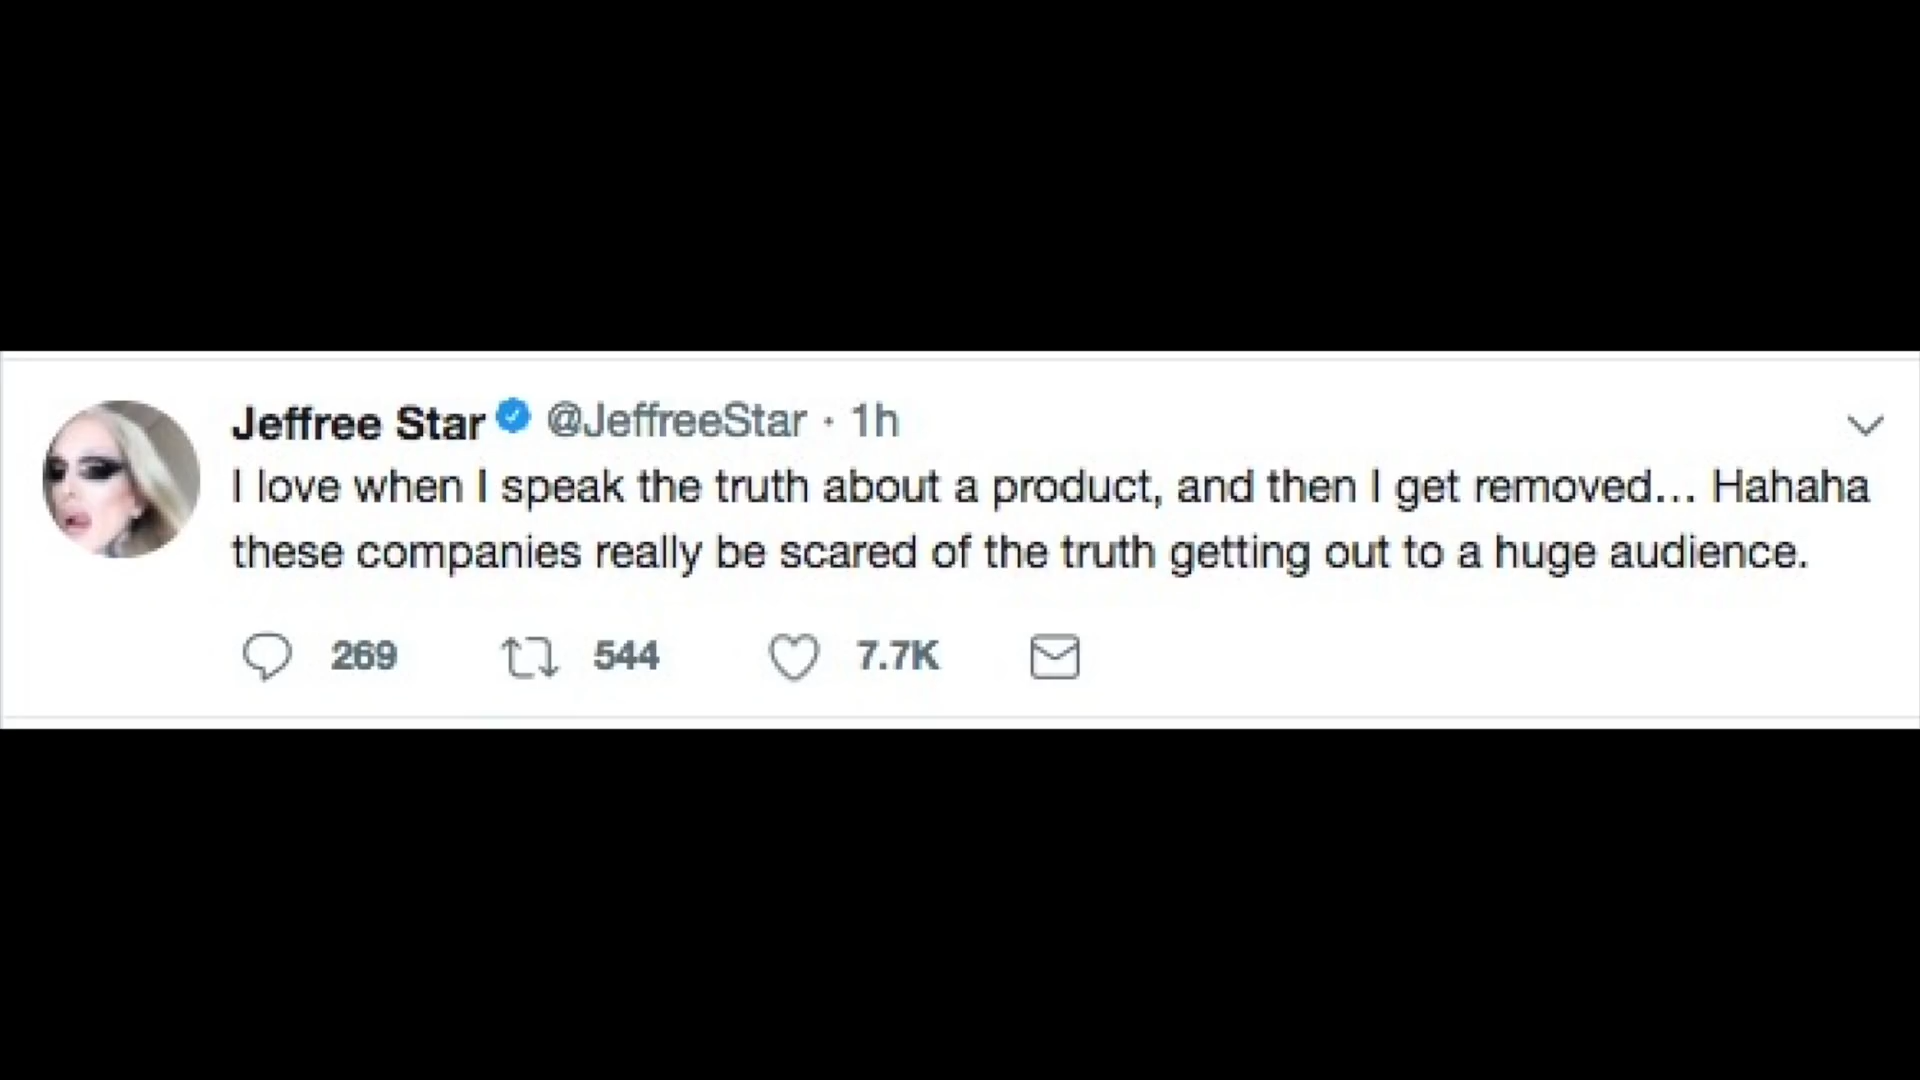 Jeffree Star @JeffreeStar · 1h
I love when I speak the truth about a product, and then I get removed... Hahaha
these companies really be scared of the truth getting out to a huge audience.
269 544 7.7K